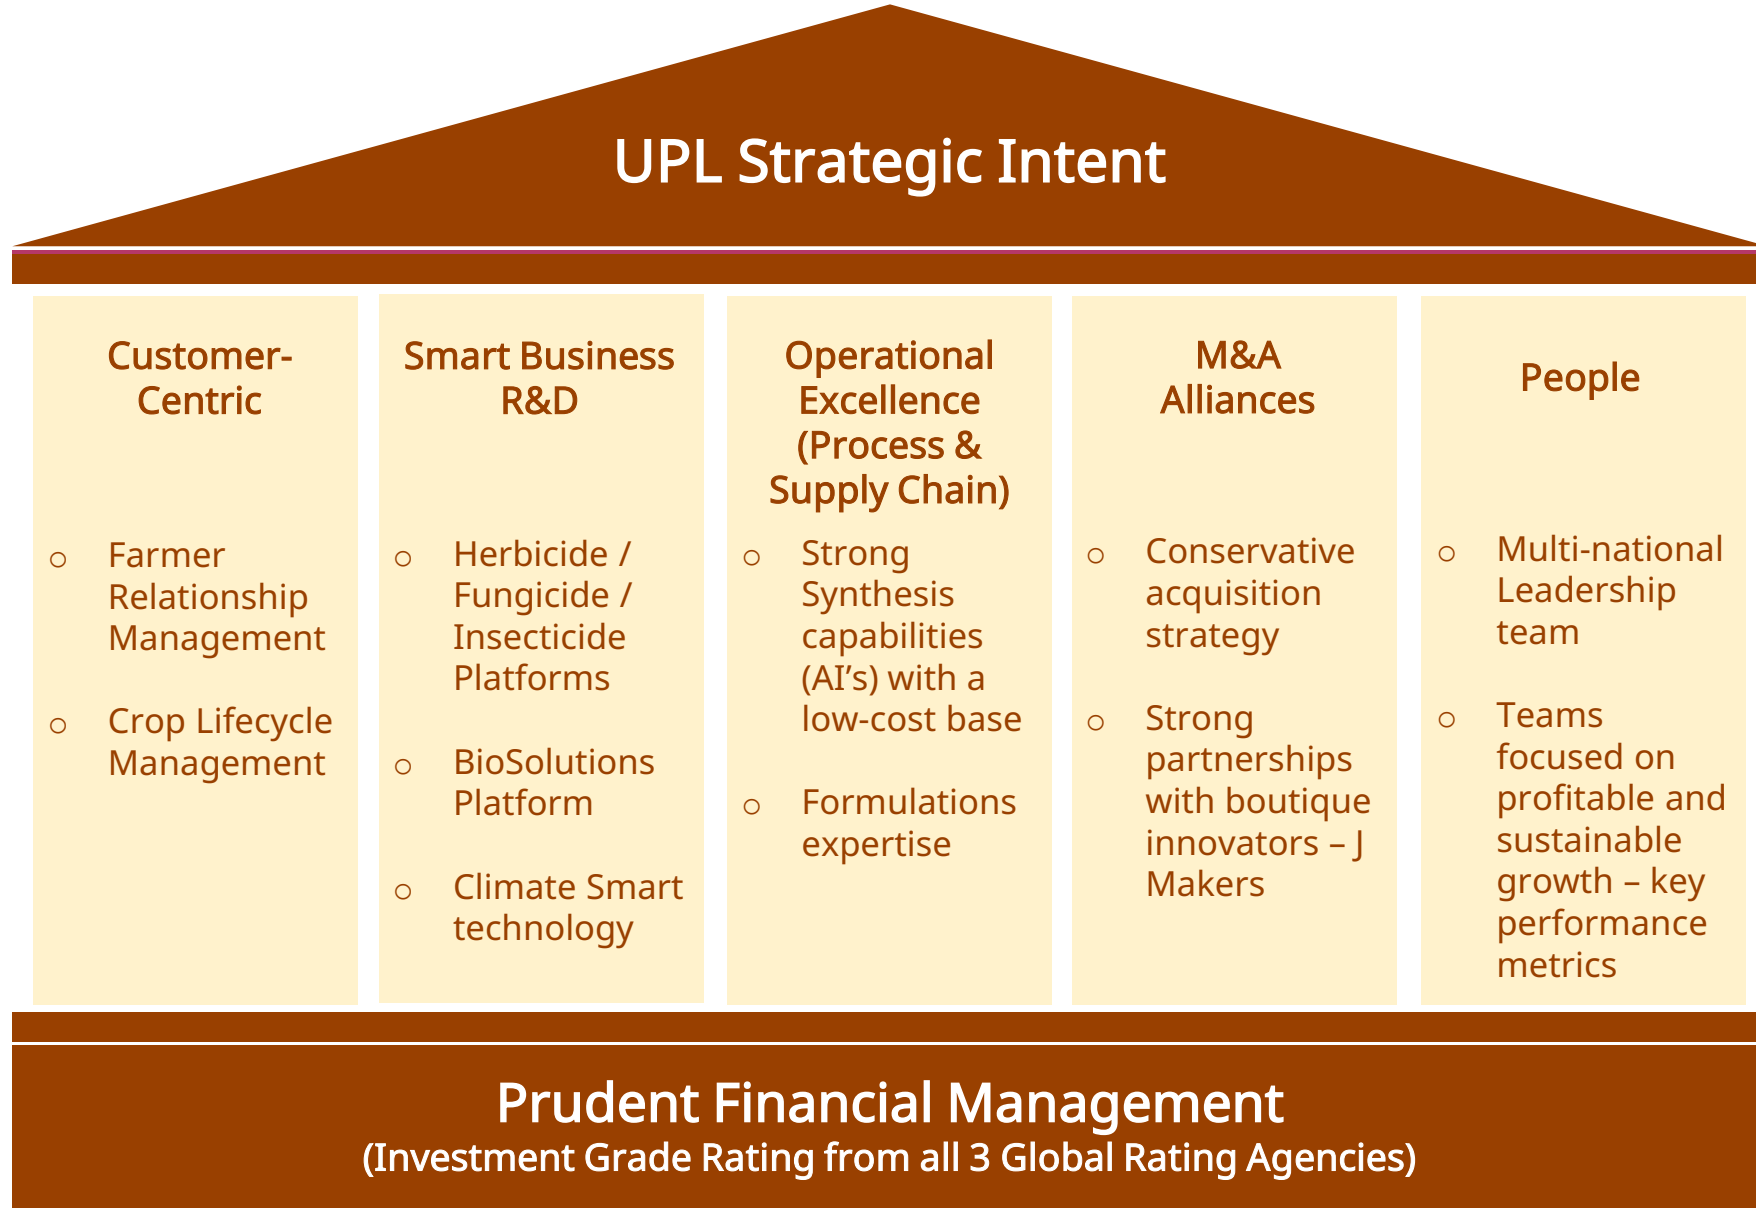 UPL Strategic Intent
Customer-
Centric
○ Farmer
Relationship
Management
○ Crop Lifecycle
Management
Smart Business
R&D
○ Herbicide /
Fungicide /
Insecticide
Platforms
○ BioSolutions
Platform
○ Climate Smart
technology
Operational
Excellence
(Process &
Supply Chain)
○ Strong
Synthesis
capabilities
(AI’s) with a
low-cost base
○ Formulations
expertise
M&A
Alliances
○ Conservative
acquisition
strategy
○ Strong
partnerships
with boutique
innovators – J
Makers
People
○ Multi-national
Leadership
team
○ Teams
focused on
profitable and
sustainable
growth – key
performance
metrics
Prudent Financial Management
(Investment Grade Rating from all 3 Global Rating Agencies)